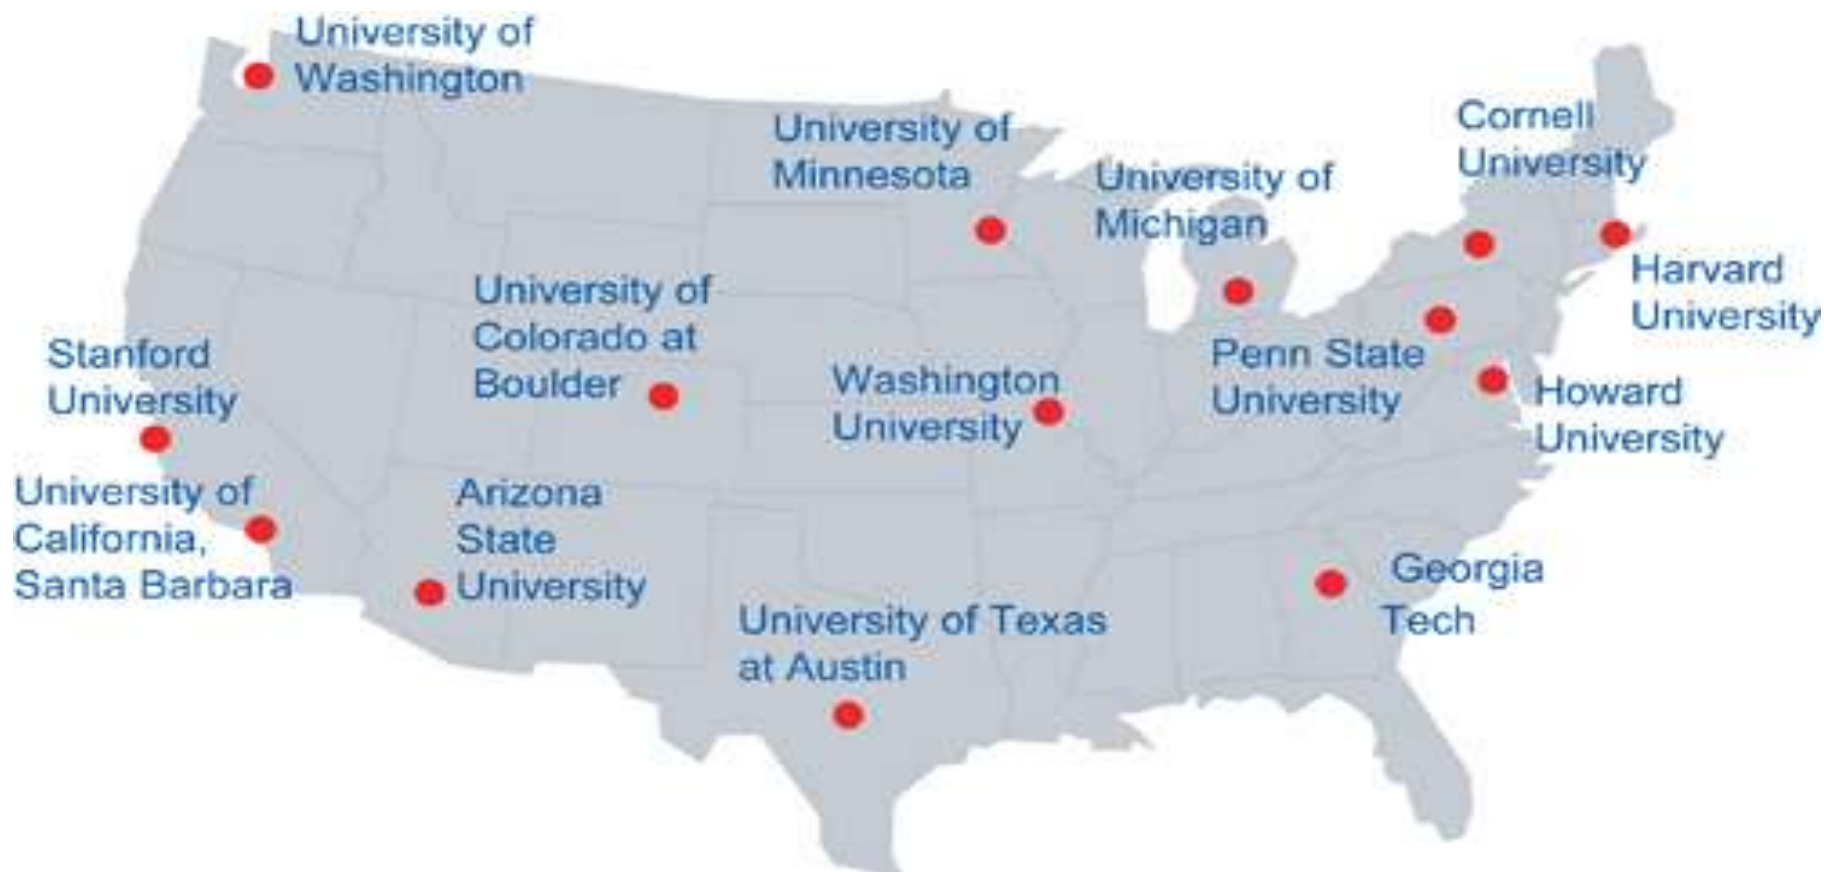 University of
Washington
University of
Minnesota
University of
Michigan
Cornell
University
Harvard
University
University of
Colorado at
Boulder
Stanford
University
Washington
University
Penn State
University
Howard
University
University of
California,
Santa Barbara
Arizona
State
University
University of Texas
at Austin
Georgia
Tech